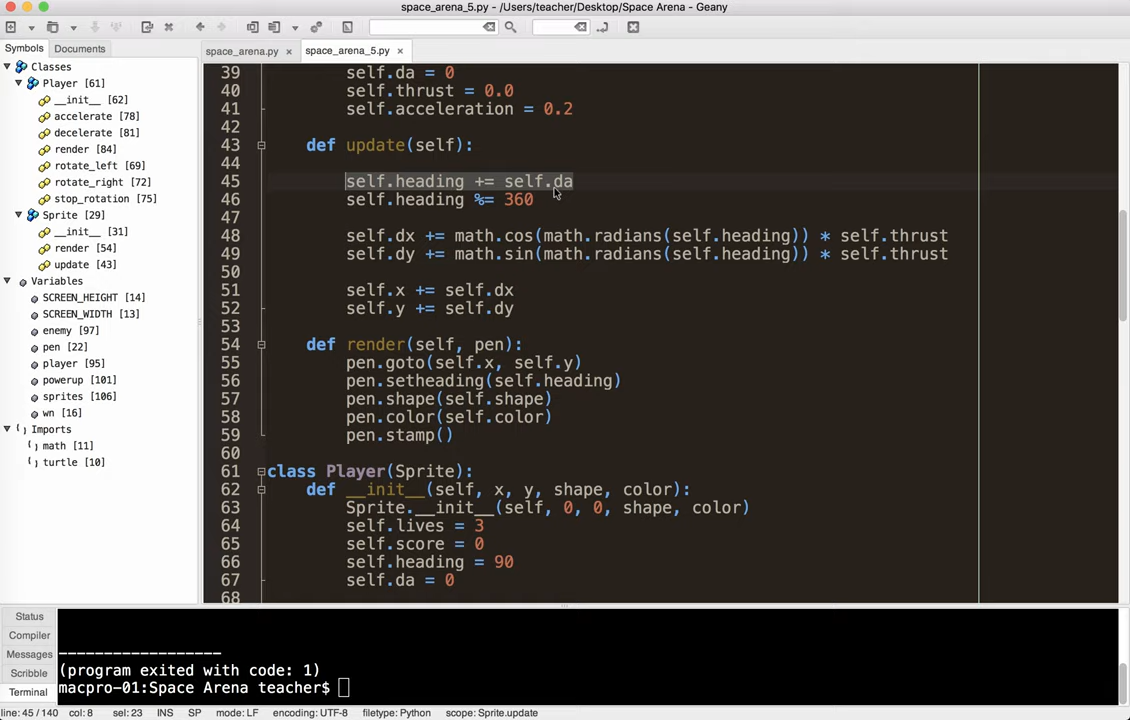 space_arena_5.py - /Users/teacher/Desktop/Space Arena - Geany
Symbols
Documents
space_arena.py
space_arena_5.py
Classes
Player [61]
__init__ [62]
accelerate [78]
decelerate [81]
render [84]
rotate_left [69]
rotate_right [72]
stop_rotation [75]
Sprite [29]
__init__ [31]
render [54]
update [43]
Variables
SCREEN_HEIGHT [14]
SCREEN_WIDTH [13]
enemy [97]
pen [22]
player [95]
powerup [101]
sprites [106]
wn [16]
Imports
math [11]
turtle [10]
39 self.da = 0
40 self.thrust = 0.0
41 self.acceleration = 0.2
42
43 def update(self):
44
45 self.heading += self.da
46 self.heading %= 360
47
48 self.dx += math.cos(math.radians(self.heading)) * self.thrust
49 self.dy += math.sin(math.radians(self.heading)) * self.thrust
50
51 self.x += self.dx
52 self.y += self.dy
53
54 def render(self, pen):
55 pen.goto(self.x, self.y)
56 pen.setheading(self.heading)
57 pen.shape(self.shape)
58 pen.color(self.color)
59 pen.stamp()
60
61 class Player(Sprite):
62 def __init__(self, x, y, shape, color):
63 Sprite.__init__(self, 0, 0, shape, color)
64 self.lives = 3
65 self.score = 0
66 self.heading = 90
67 self.da = 0
68
Status
Compiler
Messages
Scribble
Terminal
------------------
(program exited with code: 1)
macpro-01:Space Arena teacher$
line: 45 / 140 col: 8 sel: 23 INS SP mode: LF encoding: UTF-8 filetype: Python scope: Sprite.update